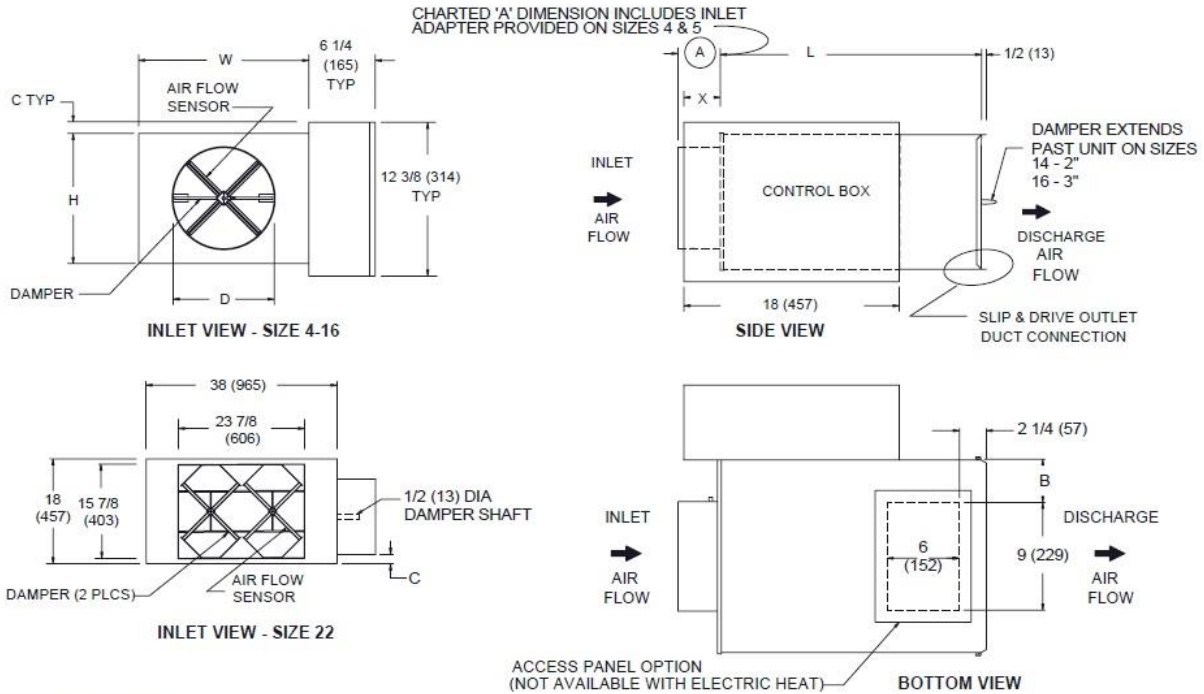 CHARTED 'A' DIMENSION INCLUDES INLET
ADAPTER PROVIDED ON SIZES 4 & 5
W
6 1/4
(165)
TYP
C TYP
AIR FLOW
SENSOR
H
12 3/8 (314)
TYP
DAMPER
D
INLET VIEW - SIZE 4-16
A
L
1/2 (13)
X
INLET
AIR
FLOW
CONTROL BOX
DAMPER EXTENDS
PAST UNIT ON SIZES
14 - 2"
16 - 3"
DISCHARGE
AIR
FLOW
18 (457)
SIDE VIEW
SLIP & DRIVE OUTLET
DUCT CONNECTION
38 (965)
23 7/8
(606)
18
(457)
15 7/8
(403)
1/2 (13) DIA
DAMPER SHAFT
DAMPER (2 PLCS)
AIR FLOW
SENSOR
C
INLET VIEW - SIZE 22
2 1/4 (57)
B
INLET
AIR
FLOW
6
(152)
9 (229)
DISCHARGE
AIR
FLOW
ACCESS PANEL OPTION
(NOT AVAILABLE WITH ELECTRIC HEAT)
BOTTOM VIEW